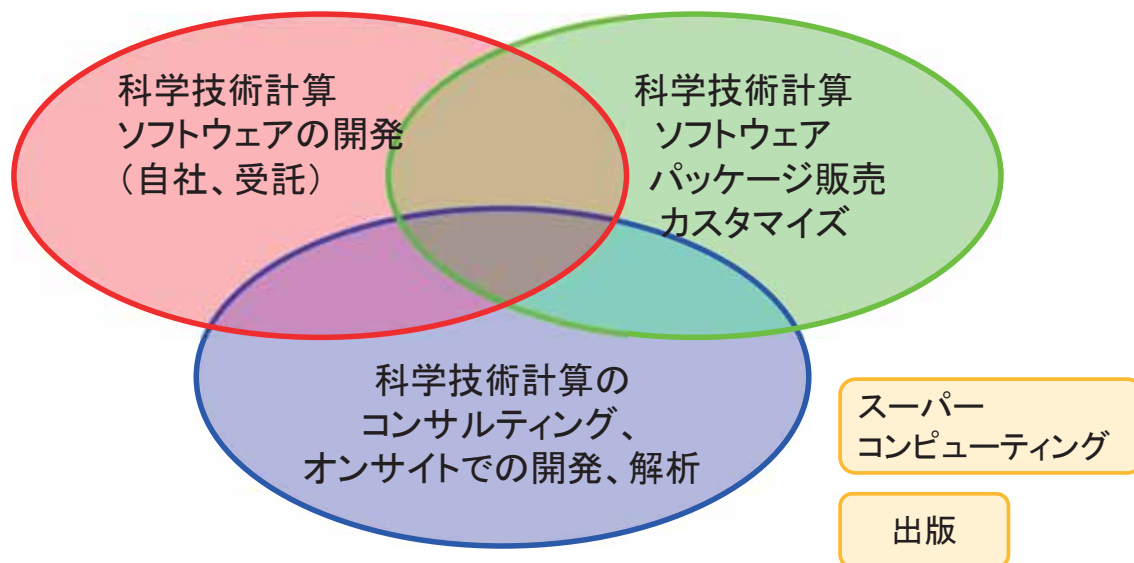 科学技術計算
ソフトウェアの開発
（自社、受託）
科学技術計算
ソフトウェア
パッケージ販売
カスタマイズ
科学技術計算の
コンサルティング、
オンサイトでの開発、解析
スーパー
コンピューティング
出版